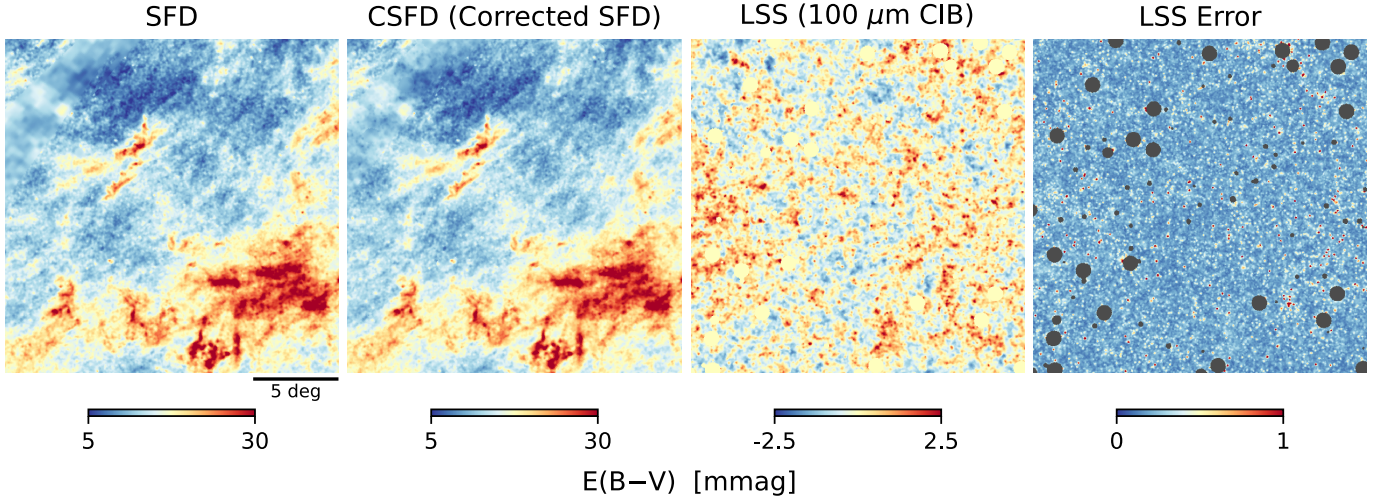 SFD
CSFD (Corrected SFD)
LSS (100 μm CIB)
LSS Error
5 deg
5 30
5 30
-2.5 2.5
0 1
E(B−V) [mmag]